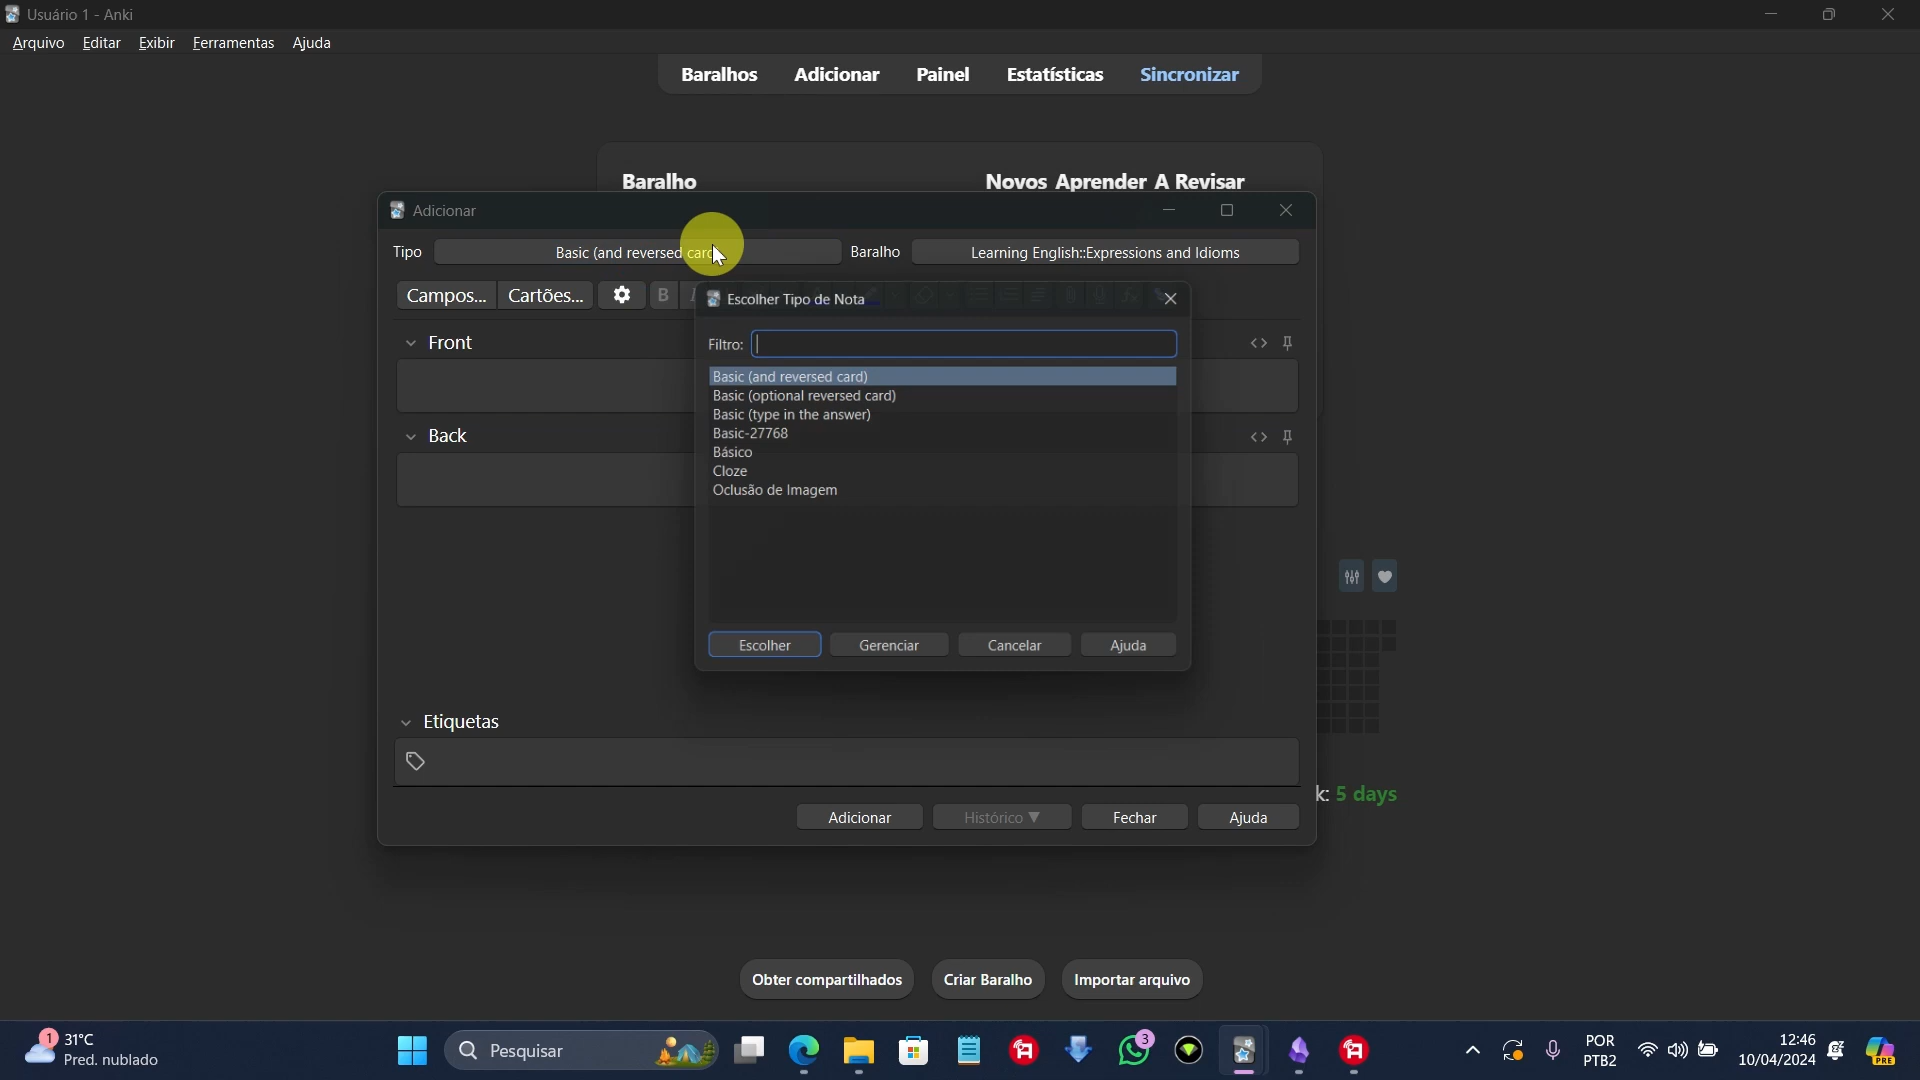 Usuário 1 - Anki
Arquivo Editar Exibir Ferramentas Ajuda
Baralhos Adicionar Painel Estatísticas Sincronizar
Baralho Novos Aprender A Revisar
Adicionar
Tipo Basic (and reversed card) Baralho Learning English::Expressions and Idioms
Campos... Cartões... B
Escolher Tipo de Nota
Front
Filtro:
Basic (and reversed card)
Basic (optional reversed card)
Basic (type in the answer)
Back
Basic-27768
Básico
Cloze
Oclusão de Imagem
Escolher Gerenciar Cancelar Ajuda
Etiquetas
k: 5 days
Adicionar Histórico ▼ Fechar Ajuda
Obter compartilhados Criar Baralho Importar arquivo
1 31°C
Pred. nublado
Pesquisar
3
POR
PTB2
12:46
10/04/2024
PRE